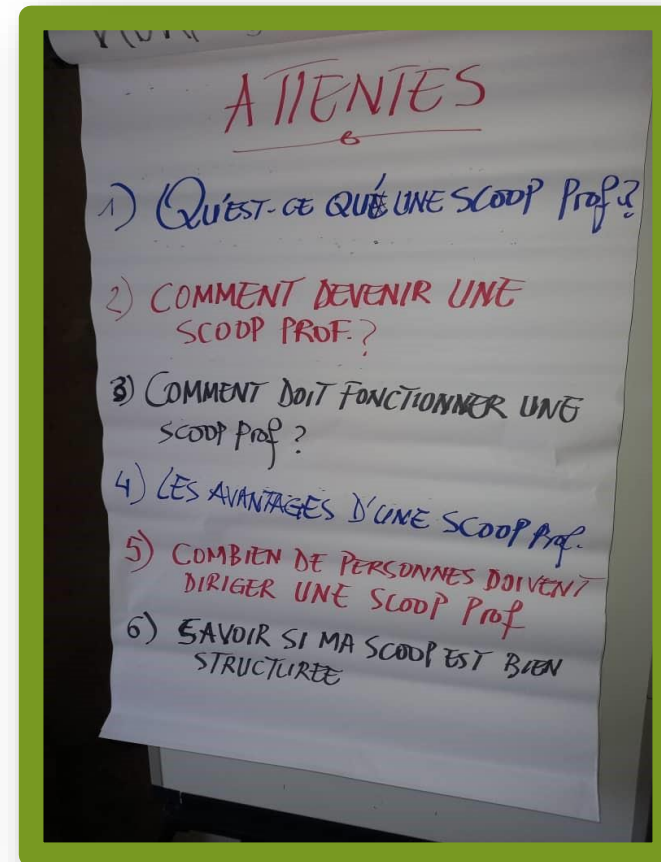 ATTENTES
1) QU'EST-CE QU'UNE SCOOP Prof?
2) COMMENT DEVENIR UNE
SCOOP PROF.?
3) COMMENT DOIT FONCTIONNER UNE
SCOOP Prof ?
4) LES AVANTAGES D'UNE SCOOP Prof.
5) COMBIEN DE PERSONNES DOIVENT
DIRIGER UNE SCOOP Prof
6) SAVOIR SI MA SCOOP EST BIEN
STRUCTUREE